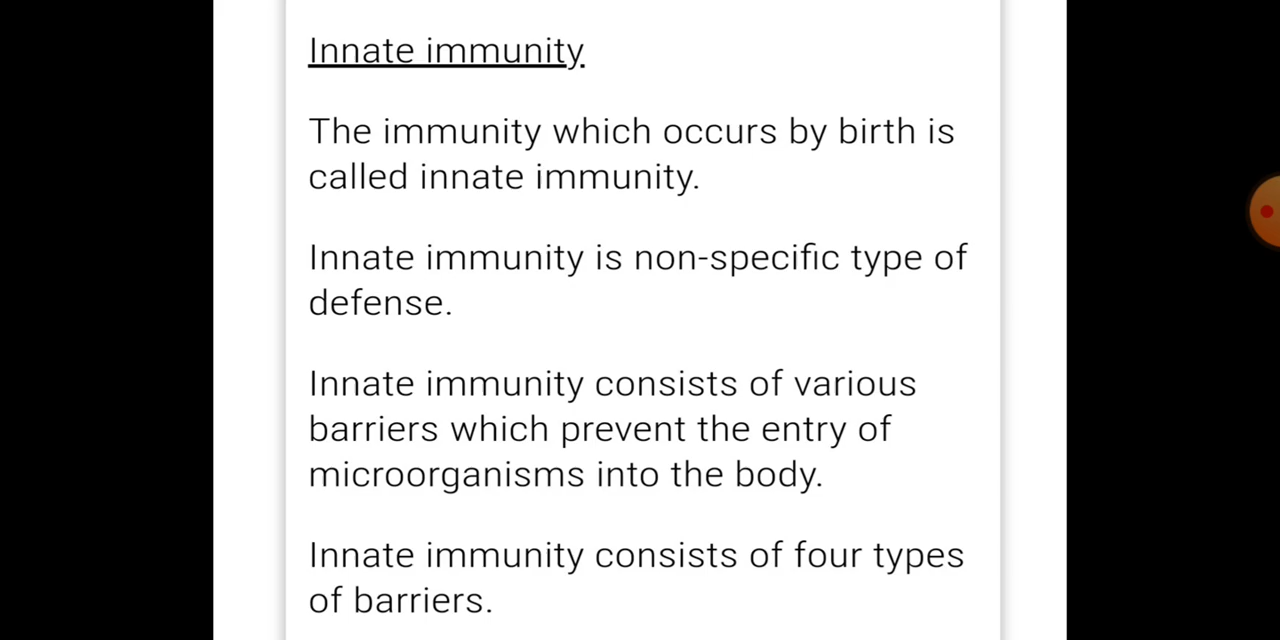 Innate immunity.
The immunity which occurs by birth is
called innate immunity.
Innate immunity is non-specific type of
defense.
Innate immunity consists of various
barriers which prevent the entry of
microorganisms into the body.
Innate immunity consists of four types
of barriers.